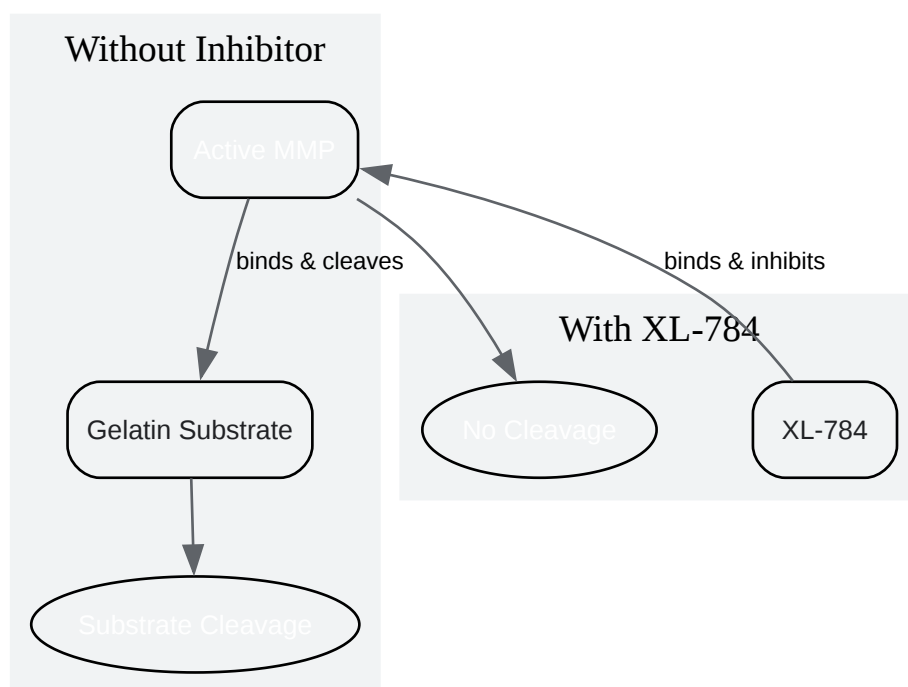 Without Inhibitor
Active MMP
binds & cleaves
binds & inhibits
With XL-784
Gelatin Substrate
No Cleavage
XL-784
Substrate Cleavage